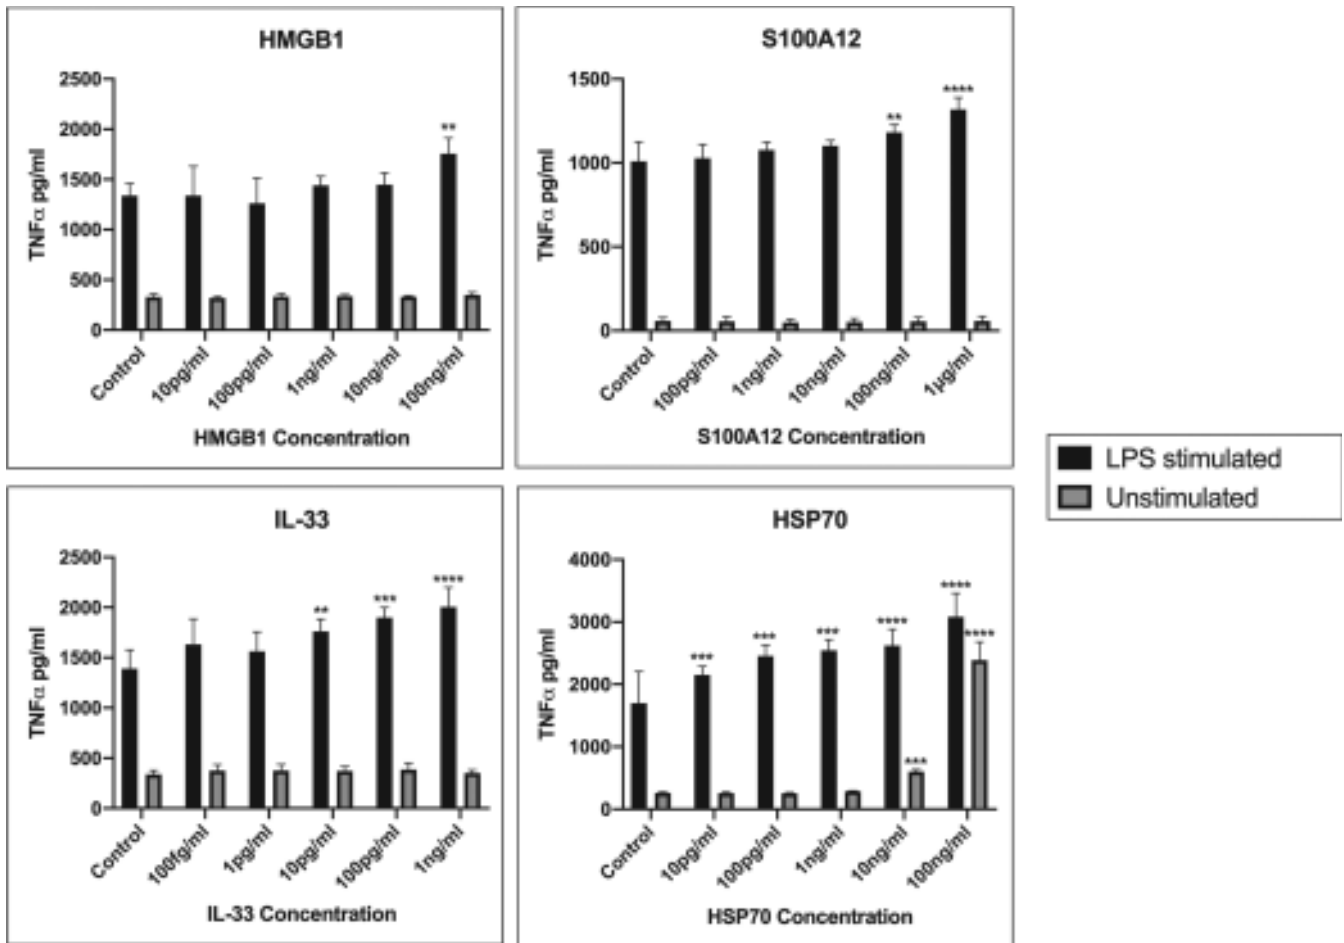 HMGB1
2500
2000
1500
1000
500
0
TNFα pg/ml
**
Control
10pg/ml
100pg/ml
1ng/ml
10ng/ml
100ng/ml
HMGB1 Concentration
S100A12
1500
1000
500
0
TNFα pg/ml
**
****
Control
100pg/ml
1ng/ml
10ng/ml
100ng/ml
1µg/ml
S100A12 Concentration
LPS stimulated
Unstimulated
IL-33
2500
2000
1500
1000
500
0
TNFα pg/ml
**
***
****
Control
100fg/ml
1pg/ml
10pg/ml
100pg/ml
1ng/ml
IL-33 Concentration
HSP70
4000
3000
2000
1000
0
TNFα pg/ml
***
***
***
****
***
****
****
Control
10pg/ml
100pg/ml
1ng/ml
10ng/ml
100ng/ml
HSP70 Concentration